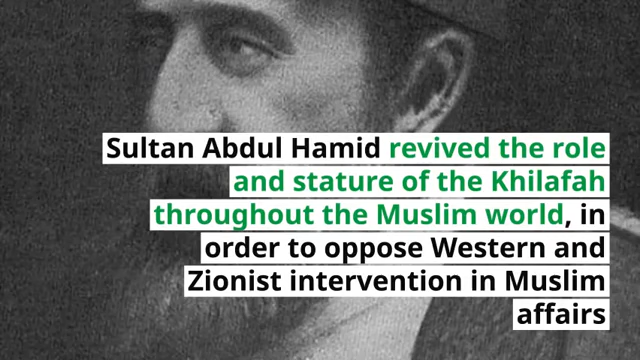 Sultan Abdul Hamid revived the role
and stature of the Khilafah
throughout the Muslim world, in
order to oppose Western and
Zionist intervention in Muslim
affairs